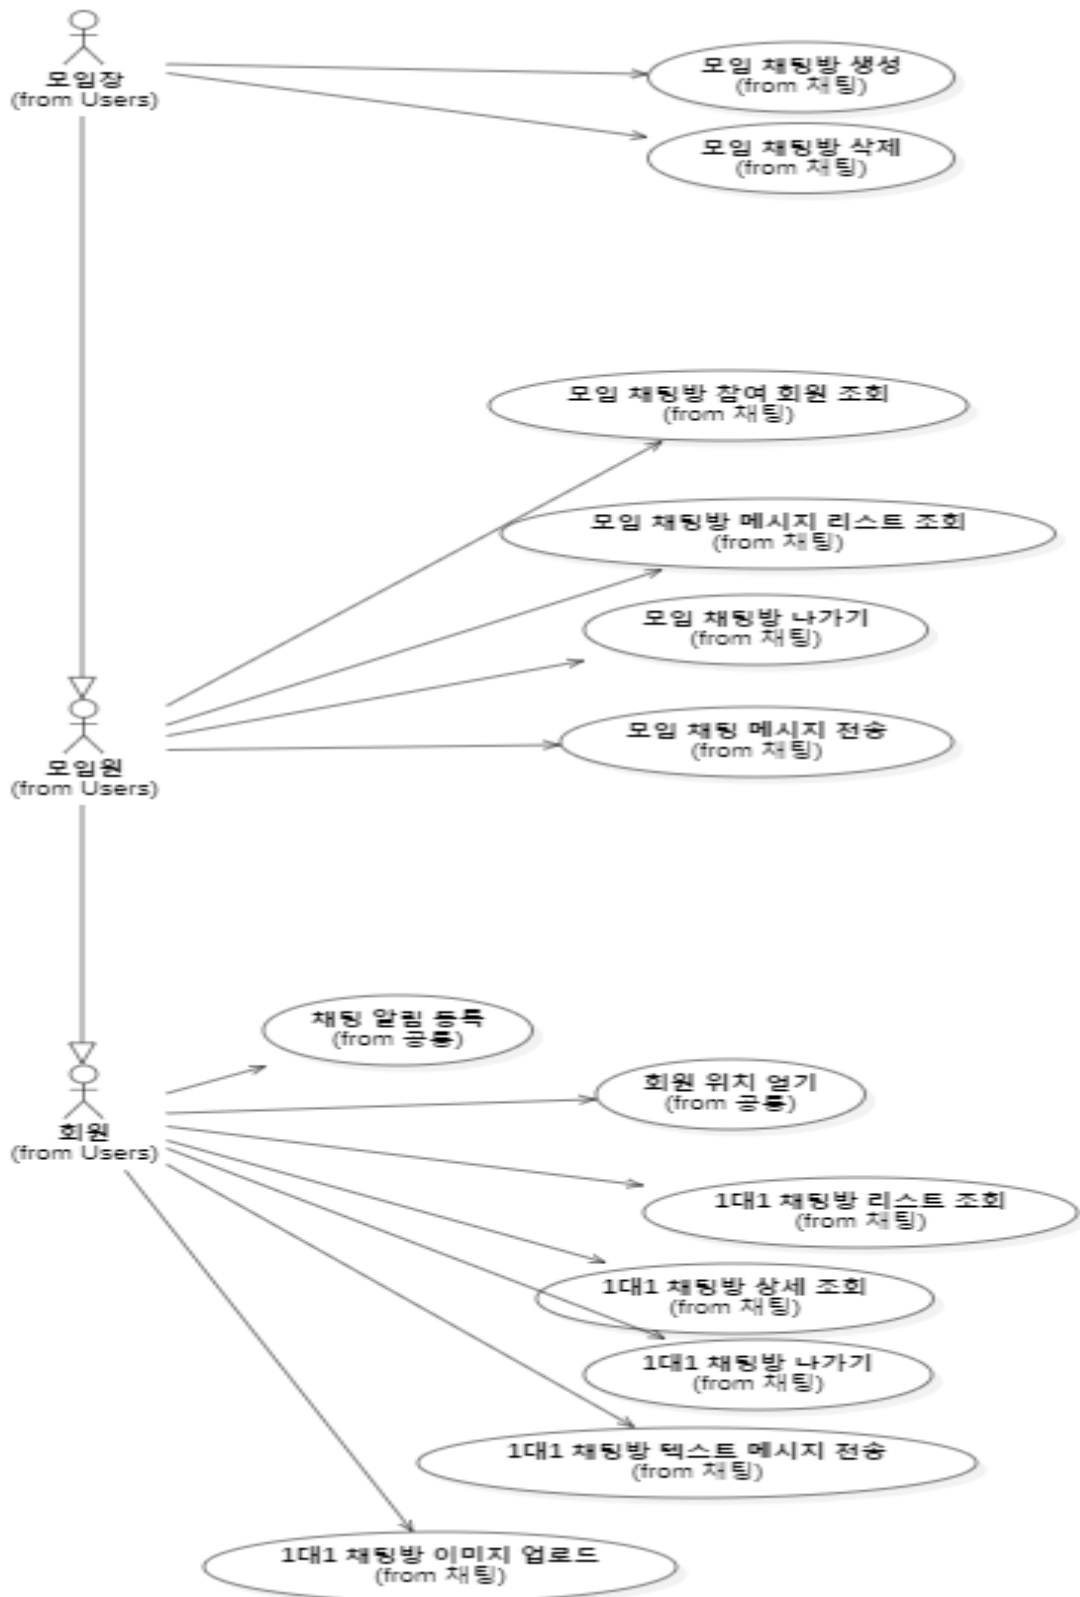 모임장
(from Users)
모임 채팅방 생성
(from 채팅)
모임 채팅방 삭제
(from 채팅)
모임 채팅방 참여 회원 조회
(from 채팅)
모임 채팅방 메시지 리스트 조회
(from 채팅)
모임 채팅방 나가기
(from 채팅)
모임 채팅 메시지 전송
(from 채팅)
모임원
(from Users)
채팅 알림 등록
(from 공통)
회원 위치 얻기
(from 공통)
회원
(from Users)
1대1 채팅방 리스트 조회
(from 채팅)
1대1 채팅방 상세 조회
(from 채팅)
1대1 채팅방 나가기
(from 채팅)
1대1 채팅방 텍스트 메시지 전송
(from 채팅)
1대1 채팅방 이미지 업로드
(from 채팅)